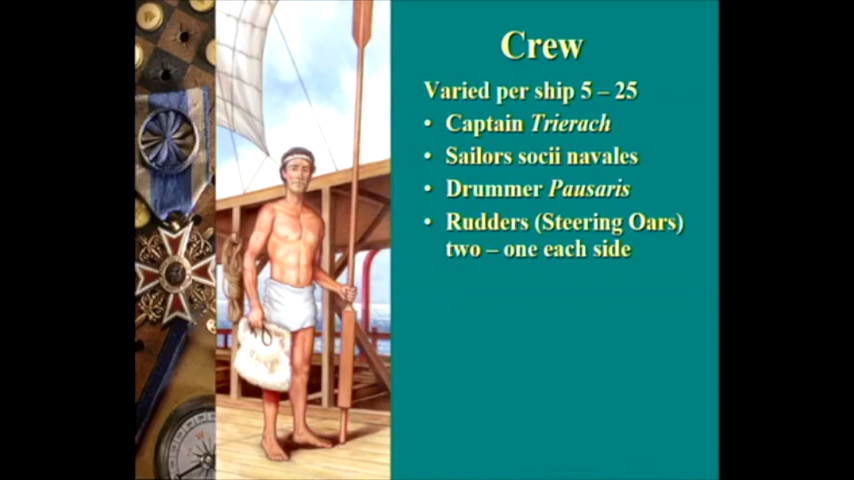 Crew
Varied per ship 5 – 25
• Captain Trierach
• Sailors socii navales
• Drummer Pausaris
• Rudders (Steering Oars)
two – one each side
W